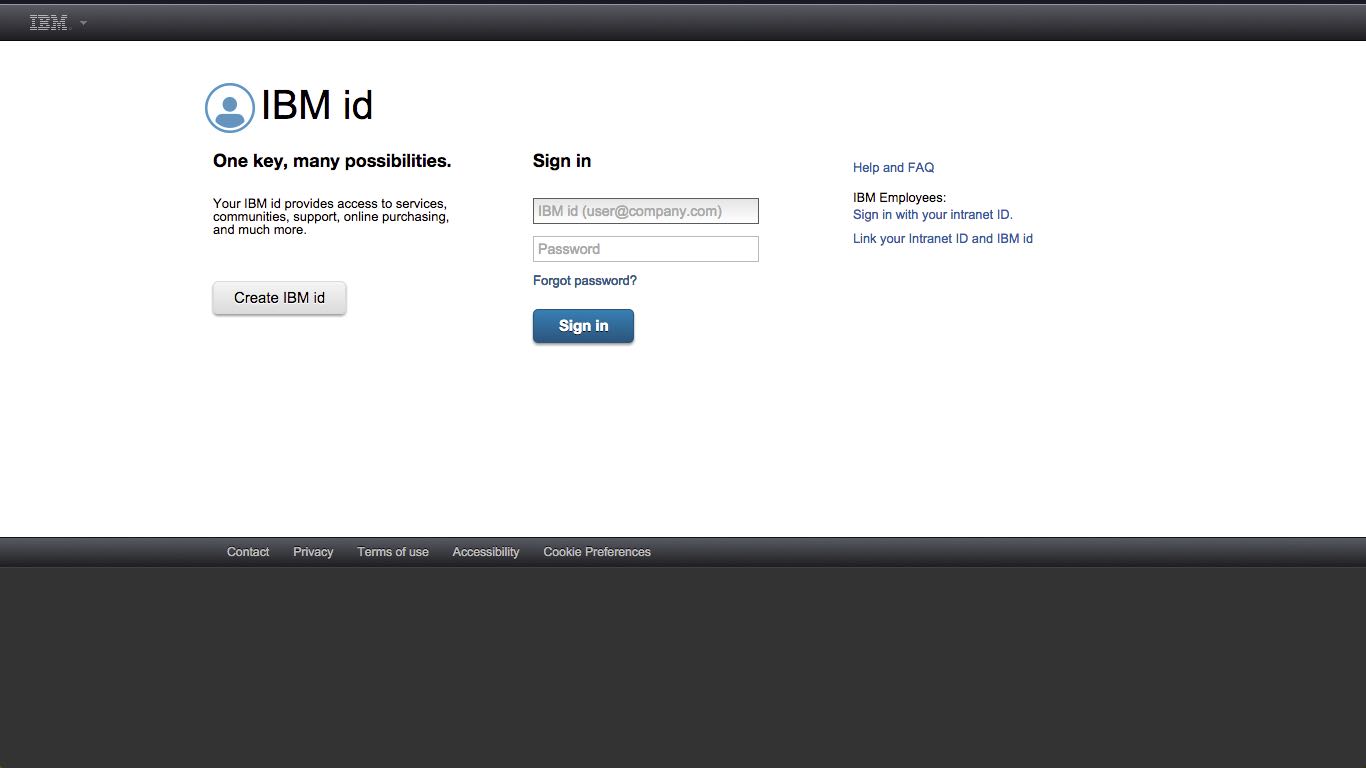 IBM
IBM id
One key, many possibilities.
Your IBM id provides access to services,
communities, support, online purchasing,
and much more.
Create IBM id
Sign in
IBM id (user@company.com)
Password
Forgot password?
Sign in
Help and FAQ
IBM Employees:
Sign in with your intranet ID.
Link your Intranet ID and IBM id
Contact Privacy Terms of use Accessibility Cookie Preferences